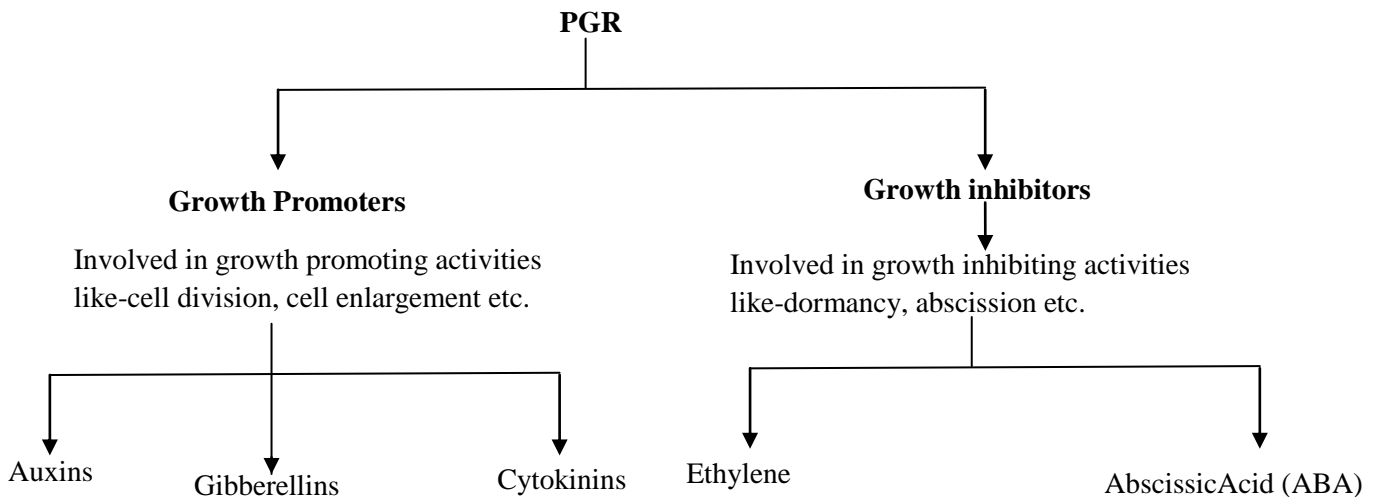 PGR
Growth Promoters
Involved in growth promoting activities
like-cell division, cell enlargement etc.
Growth inhibitors
Involved in growth inhibiting activities
like-dormancy, abscission etc.
Auxins
Gibberellins
Cytokinins
Ethylene
AbscissicAcid (ABA)